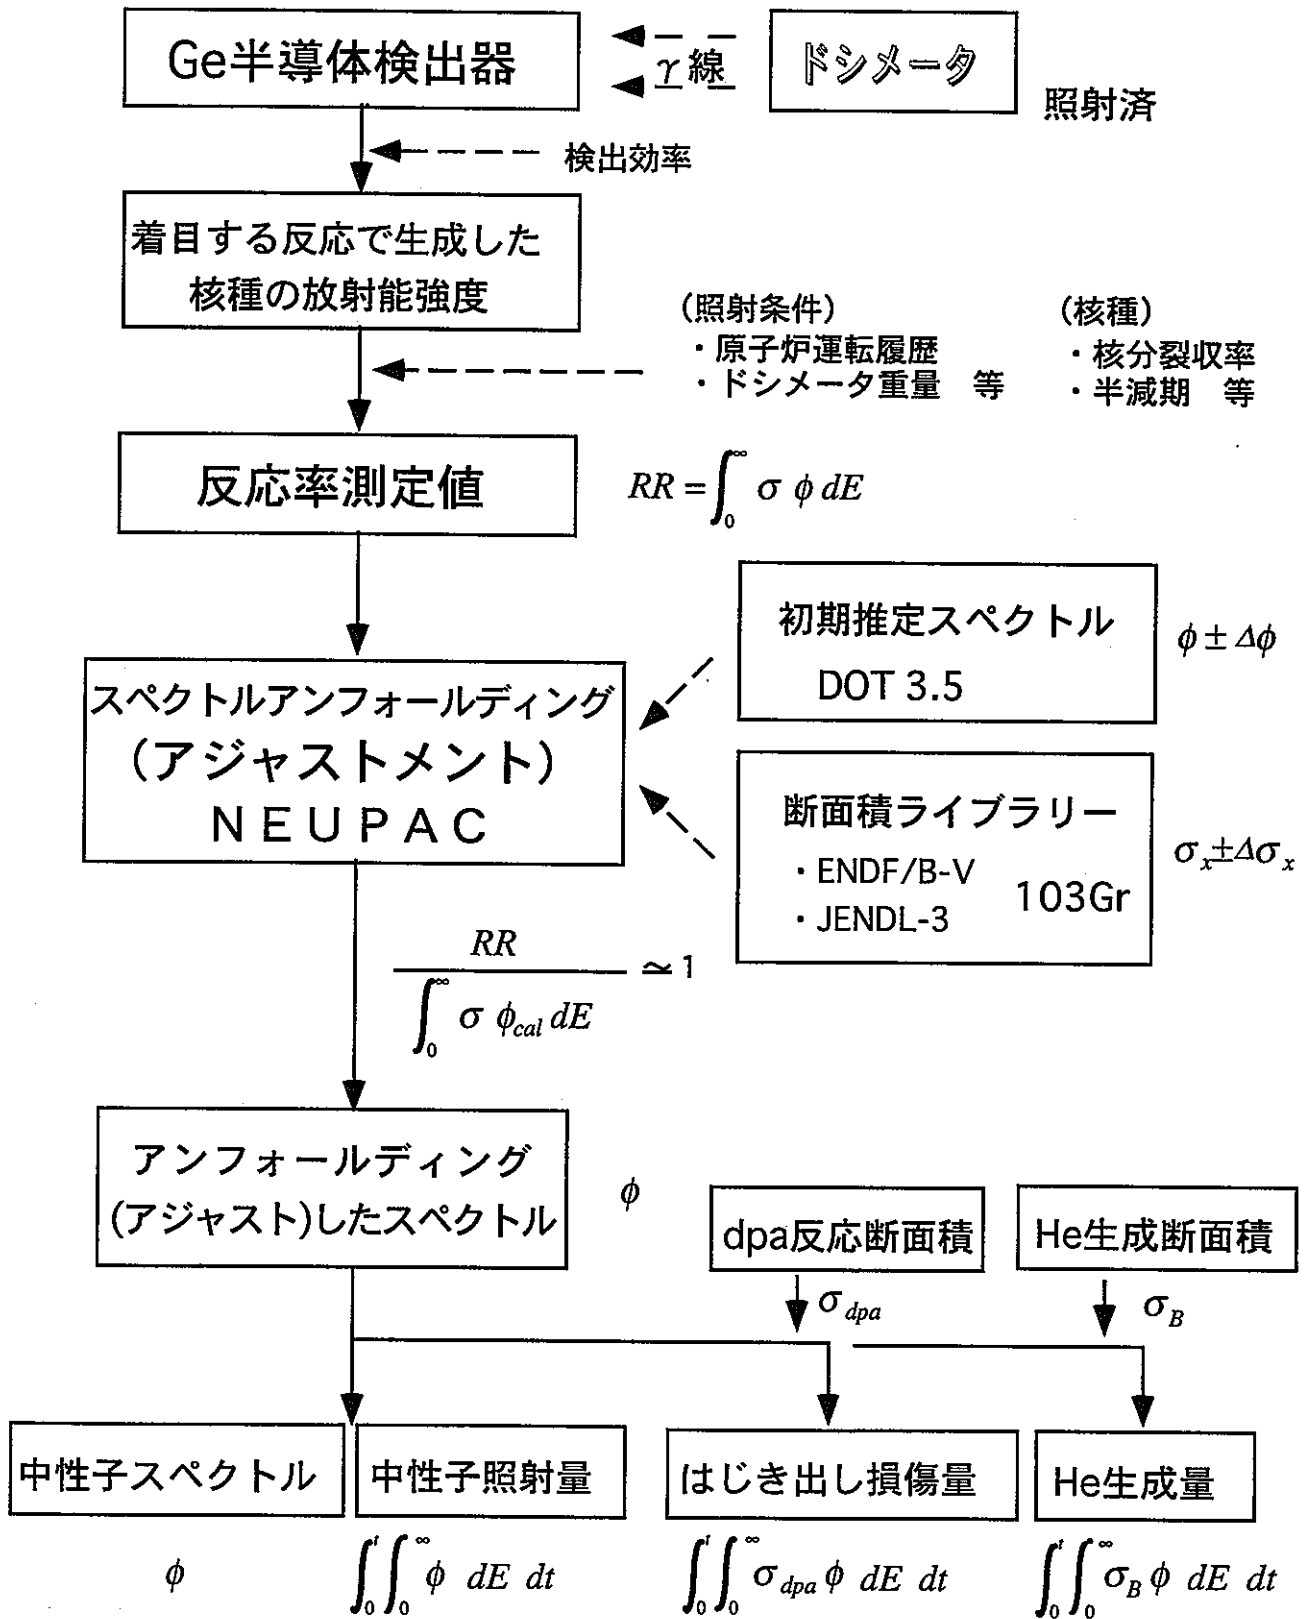 Ge半導体検出器
γ線
ドシメータ
照射済
検出効率
着目する反応で生成した
核種の放射能強度
(照射条件)
・原子炉運転履歴
・ドシメータ重量 等
(核種)
・核分裂収率
・半減期 等
反応率測定値
RR = ∫₀^∞ σ φ dE
初期推定スペクトル
DOT 3.5
φ ± Δφ
スペクトルアンフォールディング
(アジャストメント)
NEUPAC
断面積ライブラリー
・ENDF/B-V
・JENDL-3
103Gr
σₓ±Δσₓ
RR
∫₀^∞ σ φ_cal dE
≃ 1
アンフォールディング
(アジャスト)したスペクトル
φ
dpa反応断面積
He生成断面積
σ_dpa
σ_B
中性子スペクトル
中性子照射量
はじき出し損傷量
He生成量
φ
∫₀^t ∫₀^∞ φ dE dt
∫₀^t ∫₀^∞ σ_dpa φ dE dt
∫₀^t ∫₀^∞ σ_B φ dE dt